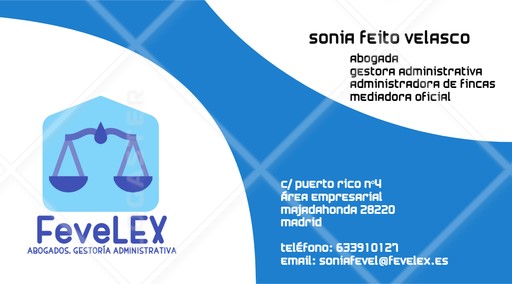 sonia feito velasco
abogada
gestora administrativa
administradora de fincas
mediadora oficial
FeveLEX
ABOGADOS. GESTORÍA ADMINISTRATIVA
c/ puerto rico nº4
área empresarial
majadahonda 28220
madrid
teléfono: 633910127
email: soniafevel@fevelex.es